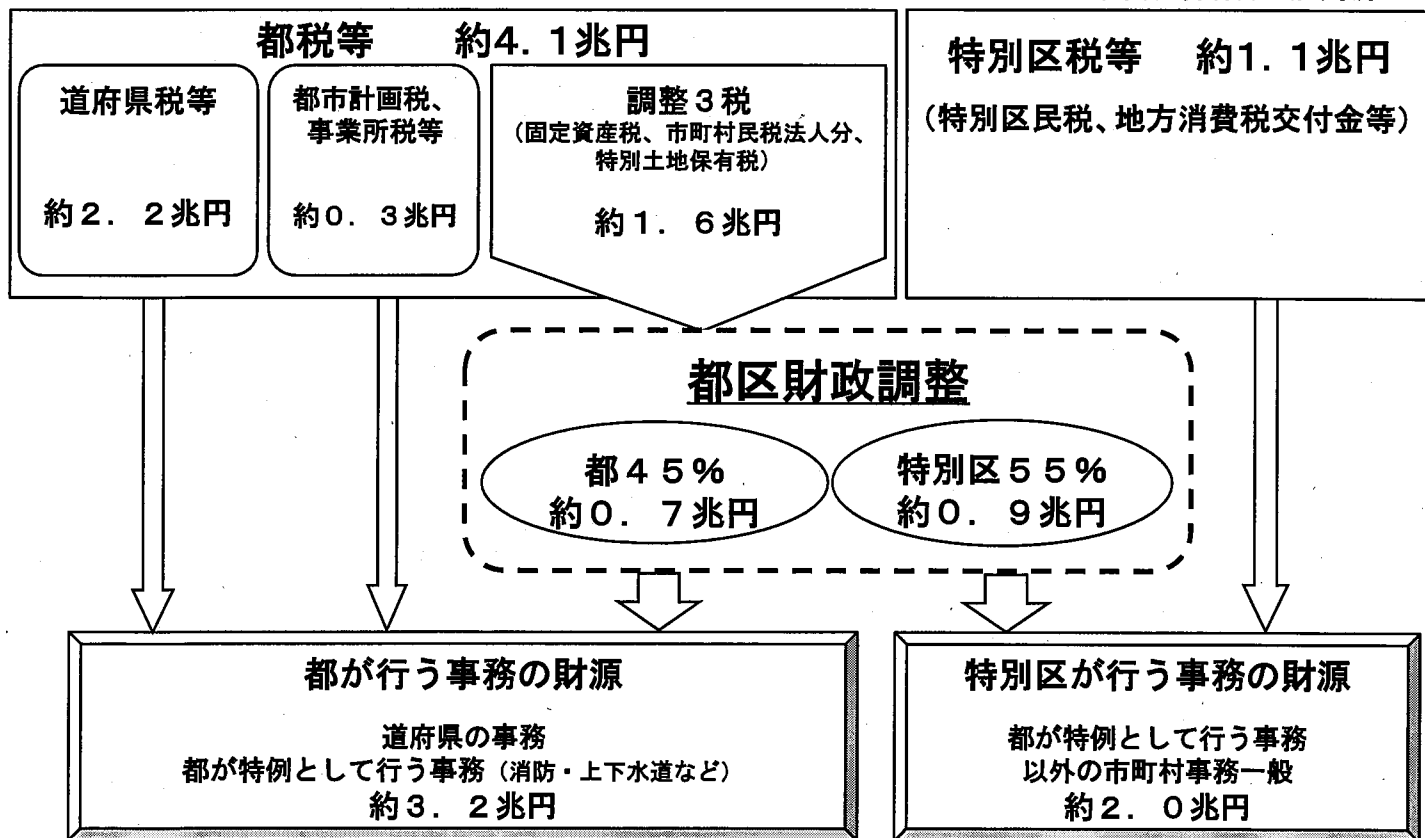 都税等　約4.1兆円
道府県税等
約2.2兆円
都市計画税、
事業所税等
約0.3兆円
調整3税
(固定資産税、市町村民税法人分、
特別土地保有税)
約1.6兆円
特別区税等　約1.1兆円
(特別区民税、地方消費税交付金等)
都区財政調整
都45%
約0.7兆円
特別区55%
約0.9兆円
都が行う事務の財源
道府県の事務
都が特例として行う事務(消防・上下水道など)
約3.2兆円
特別区が行う事務の財源
都が特例として行う事務
以外の市町村事務一般
約2.0兆円